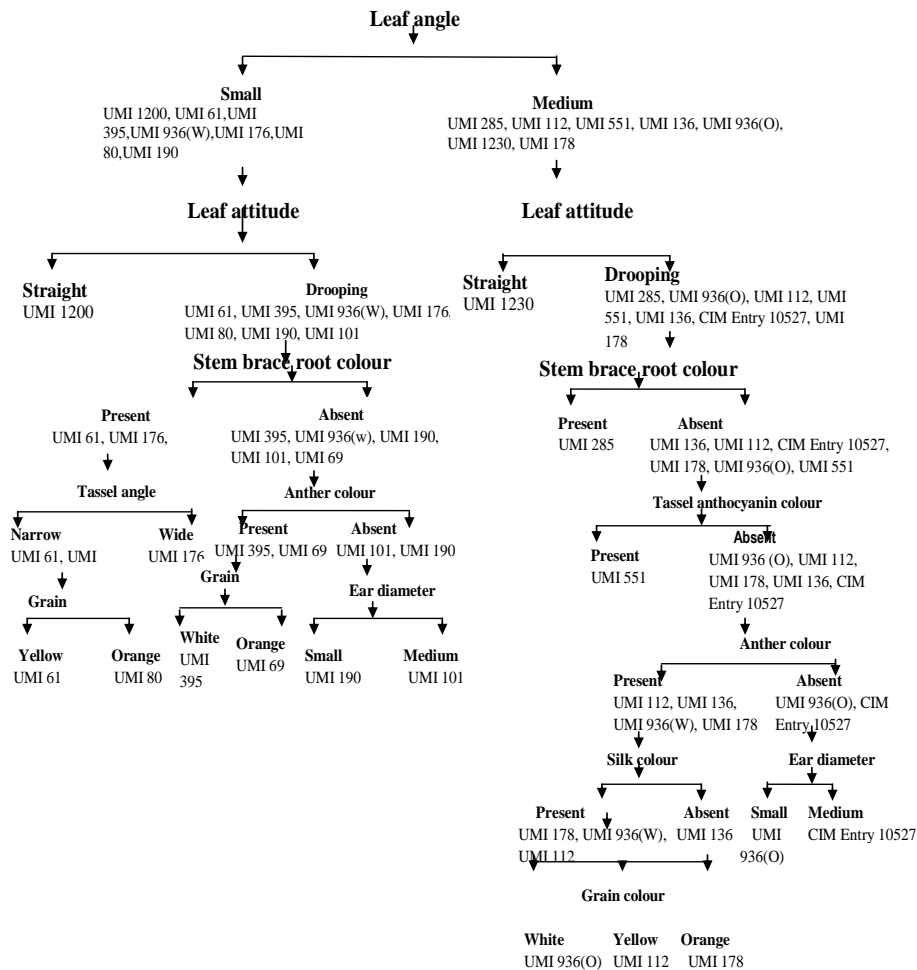 Leaf angle
Small
UMI 1200, UMI 61,UMI
395,UMI 936(W),UMI 176,UMI
80,UMI 190
Medium
UMI 285, UMI 112, UMI 551, UMI 136, UMI 936(O),
UMI 1230, UMI 178
Leaf attitude
Leaf attitude
Straight
UMI 1200
Drooping
UMI 61, UMI 395, UMI 936(W), UMI 176,
UMI 80, UMI 190, UMI 101
Straight
UMI 1230
Drooping
UMI 285, UMI 936(O), UMI 112, UMI
551, UMI 136, CIM Entry 10527, UMI
178
Stem brace root colour
Stem brace root colour
Present
UMI 61, UMI 176,
Absent
UMI 395, UMI 936(w), UMI 190,
UMI 101, UMI 69
Present
UMI 285
Absent
UMI 136, UMI 112, CIM Entry 10527,
UMI 178, UMI 936(O), UMI 551
Tassel angle
Anther colour
Tassel anthocyanin colour
Narrow
UMI 61, UMI
Wide
UMI 176
Present
UMI 395, UMI 69
Absent
UMI 101, UMI 190
Present
UMI 551
Absent
UMI 936 (O), UMI 112,
UMI 178, UMI 136, CIM
Entry 10527
Grain
Grain
Ear diameter
Yellow
UMI 61
Orange
UMI 80
White
UMI
395
Orange
UMI 69
Small
UMI 190
Medium
UMI 101
Anther colour
Present
UMI 112, UMI 136,
UMI 936(W), UMI 178
Absent
UMI 936(O), CIM
Entry 10527
Silk colour
Ear diameter
Present
UMI 178, UMI 936(W),
UMI 112
Absent
UMI 136
Small
UMI
936(O)
Medium
CIM Entry 10527
Grain colour
White
UMI 936(O)
Yellow
UMI 112
Orange
UMI 178